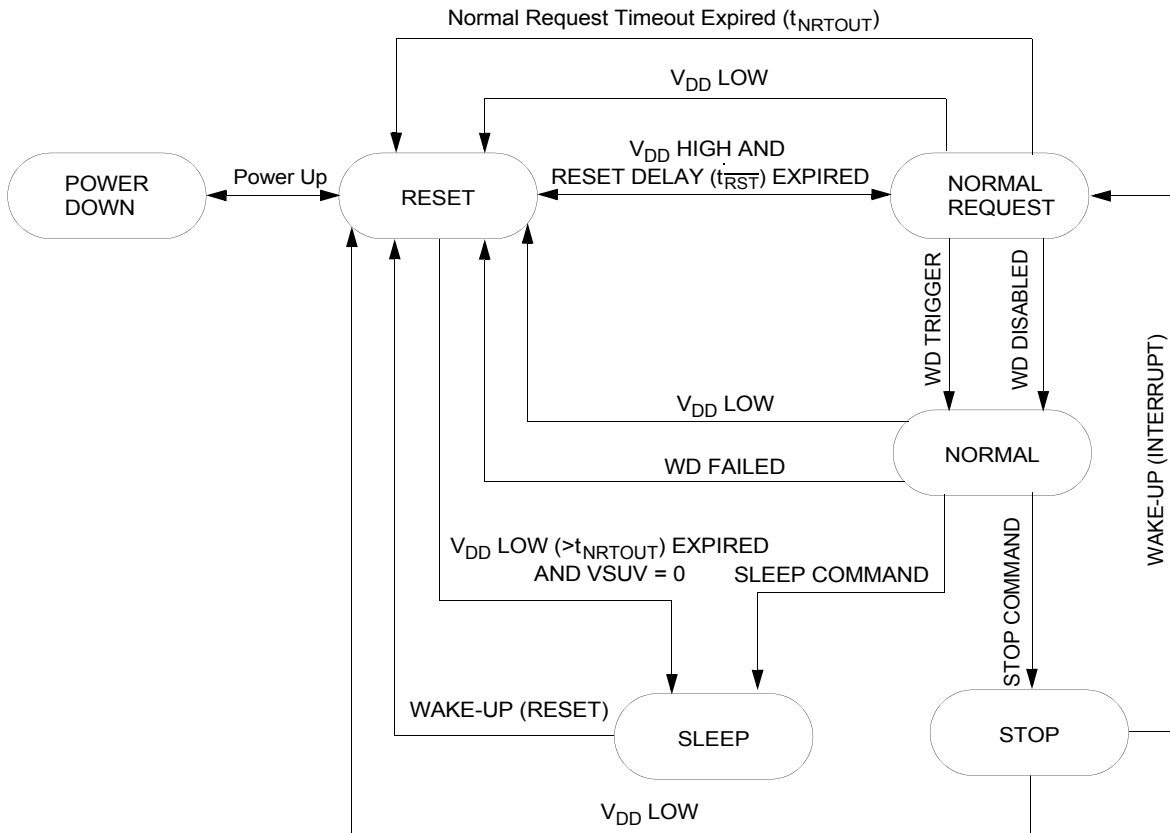 Normal Request Timeout Expired (tNRTOUT)
VDD LOW
VDD HIGH AND
RESET DELAY (tRST) EXPIRED
POWER
DOWN
Power Up
RESET
NORMAL
REQUEST
WD TRIGGER
WD DISABLED
WAKE-UP (INTERRUPT)
VDD LOW
NORMAL
WD FAILED
VDD LOW (>tNRTOUT) EXPIRED
AND VSUV = 0
SLEEP COMMAND
STOP COMMAND
WAKE-UP (RESET)
SLEEP
STOP
VDD LOW